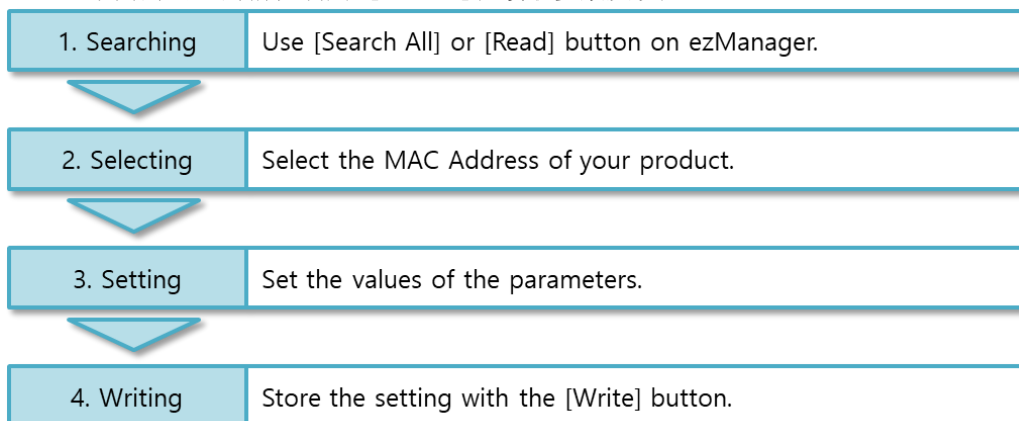 1. Searching
Use [Search All] or [Read] button on ezManager.
2. Selecting
Select the MAC Address of your product.
3. Setting
Set the values of the parameters.
4. Writing
Store the setting with the [Write] button.